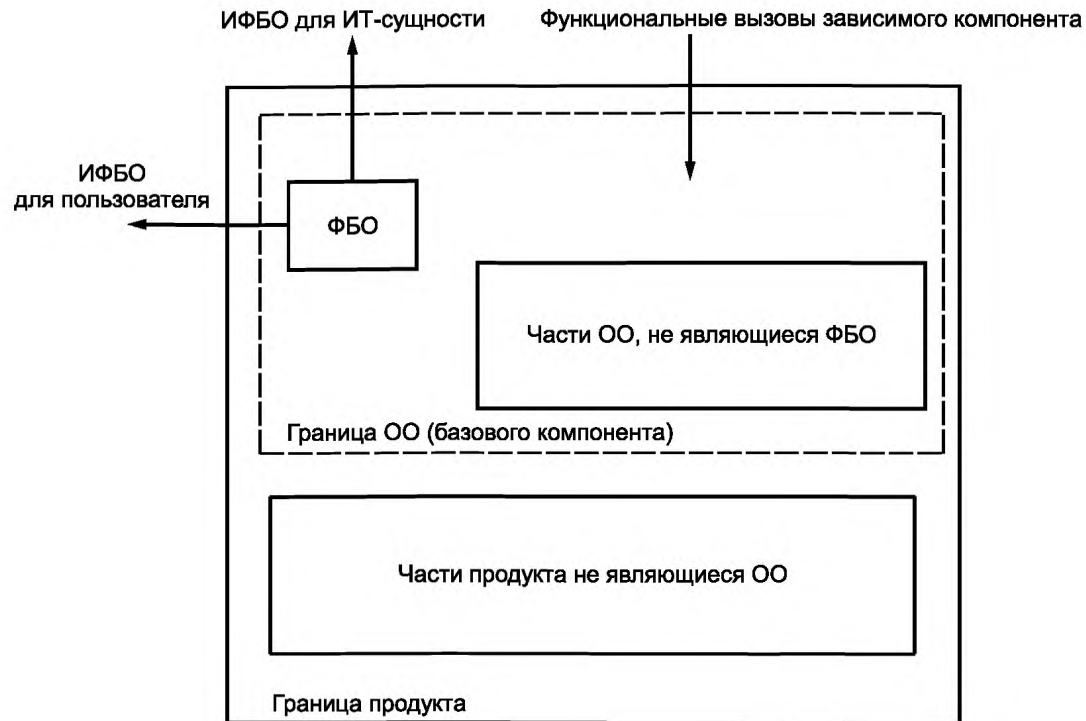 ИФБО для ИТ-сущности
Функциональные вызовы зависимого компонента
ИФБО
для пользователя
ФБО
Части ОО, не являющиеся ФБО
Граница ОО (базового компонента)
Части продукта не являющиеся ОО
Граница продукта